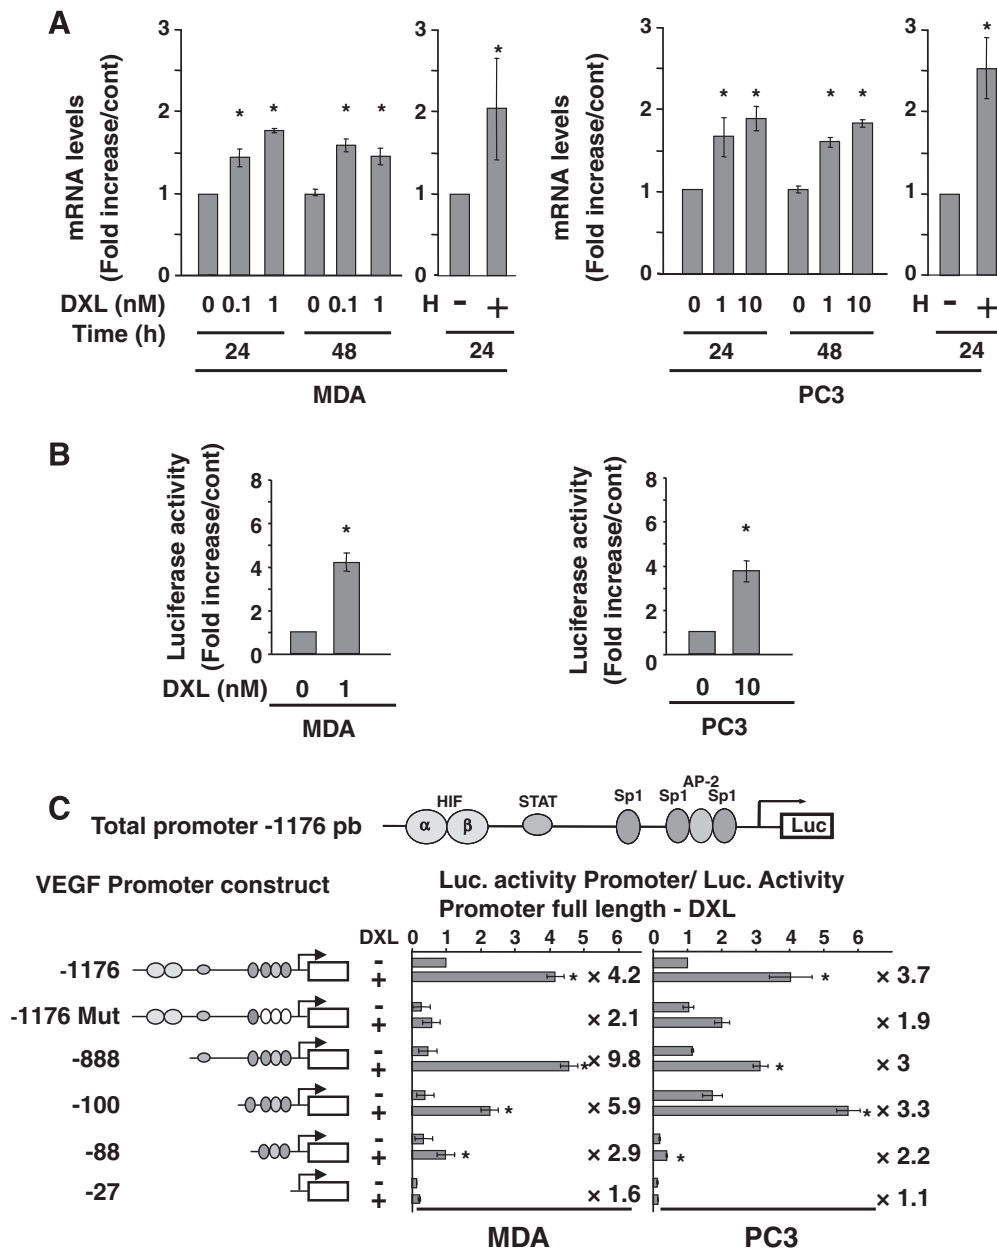 A
mRNA levels
(Fold increase/cont)
3
2
1
0
3
2
1
0
* * * * *
DXL (nM) 0 0.1 1 0 0.1 1 H - +
Time (h)
24 48 24
MDA
mRNA levels
(Fold increase/cont)
3
2
1
0
3
2
1
0
* * * * *
0 1 10 0 1 10 H - +
24 48 24
PC3
B
Luciferase activity
(Fold increase/cont)
8
6
4
2
0
*
DXL (nM) 0 1
MDA
Luciferase activity
(Fold increase/cont)
8
6
4
2
0
*
0 10
PC3
C
Total promoter -1176 pb
HIF STAT Sp1 Sp1 AP-2 Sp1
α β Luc
VEGF Promoter construct
Luc. activity Promoter/ Luc. Activity
Promoter full length - DXL
DXL 0 1 2 3 4 5 6 0 1 2 3 4 5 6
-1176 - + * × 4.2 * × 3.7
-1176 Mut - + × 2.1 × 1.9
-888 - + * × 9.8 * × 3
-100 - + * × 5.9 * × 3.3
-88 - + * × 2.9 * × 2.2
-27 - + × 1.6 × 1.1
MDA PC3